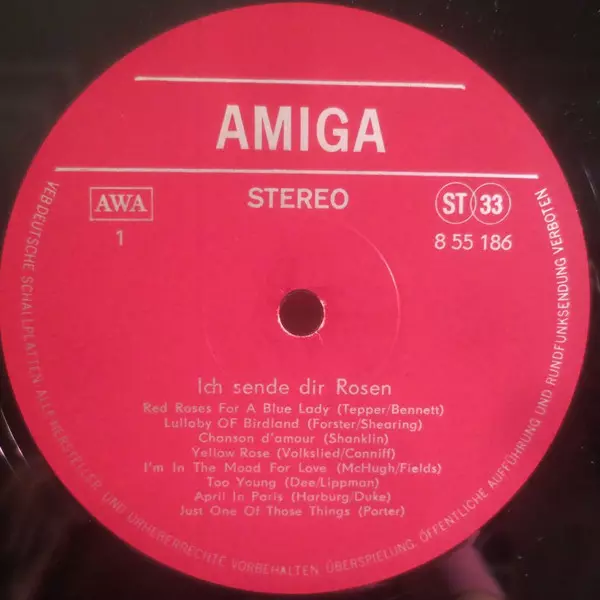 AMIGA
AWA
STEREO
ST 33
1
8 55 186
Ich sende dir Rosen
Red Roses For A Blue Lady (Tepper/Bennett)
Lullaby OF Birdland (Forster/Shearing)
Chanson d'amour (Shanklin)
Yellow Rose (Volkslied/Conniff)
I'm In The Mood For Love (McHugh/Fields)
Too Young (Dee/Lippman)
April In Paris (Harburg/Duke)
Just One Of Those Things (Porter)
VEB DEUTSCHE SCHALLPLATTEN ALLE HERSTELLER- UND URHEBERRECHTE VORBEHALTEN. ÜBERSPIELUNG, ÖFFENTLICHE AUFFÜHRUNG UND RUNDFUNKSENDUNG VERBOTEN